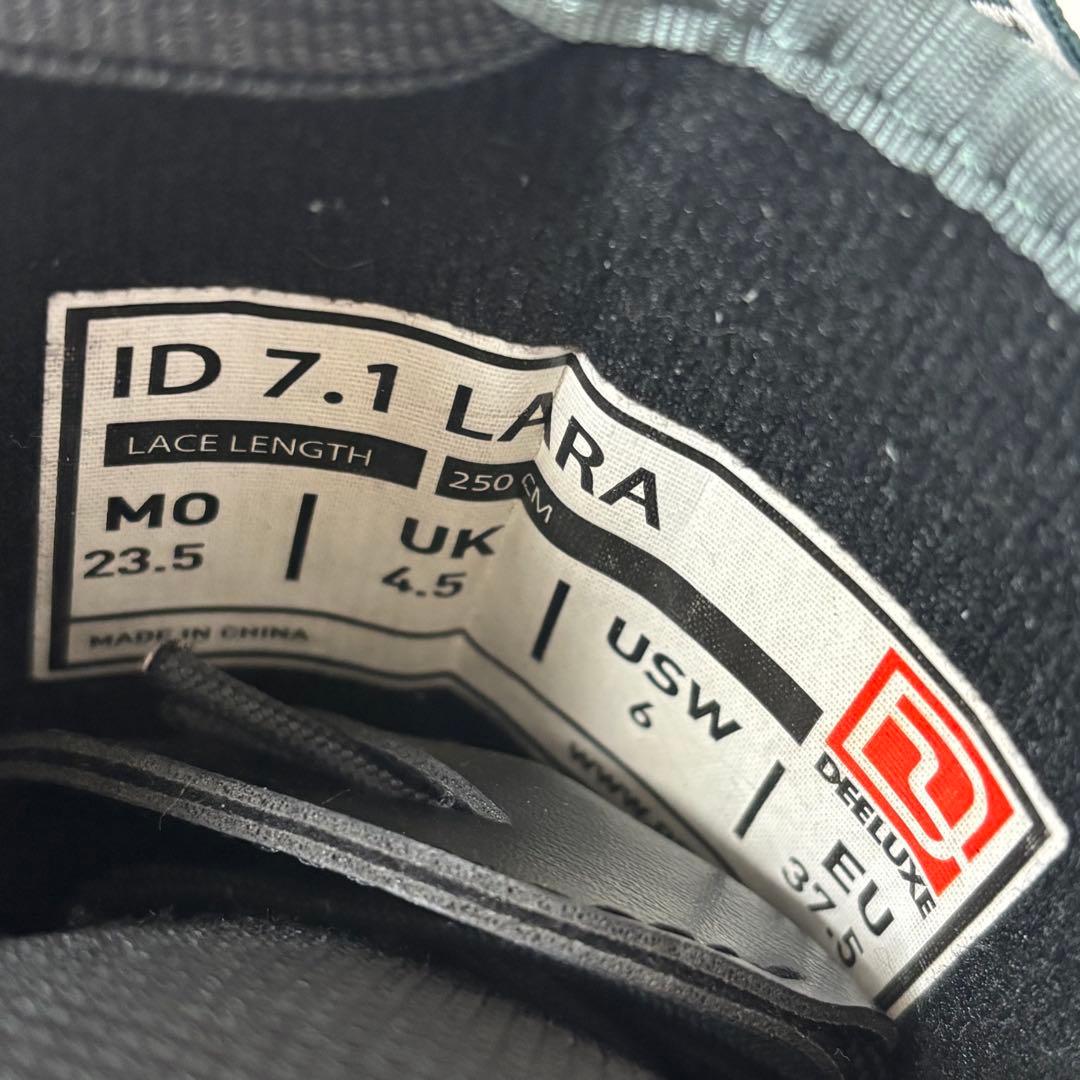 ID 7.1 LARA
LACE LENGTH 250 CM
MO UK USW EU
23.5 4.5 6 37.5
MADE IN CHINA
DEELUXE